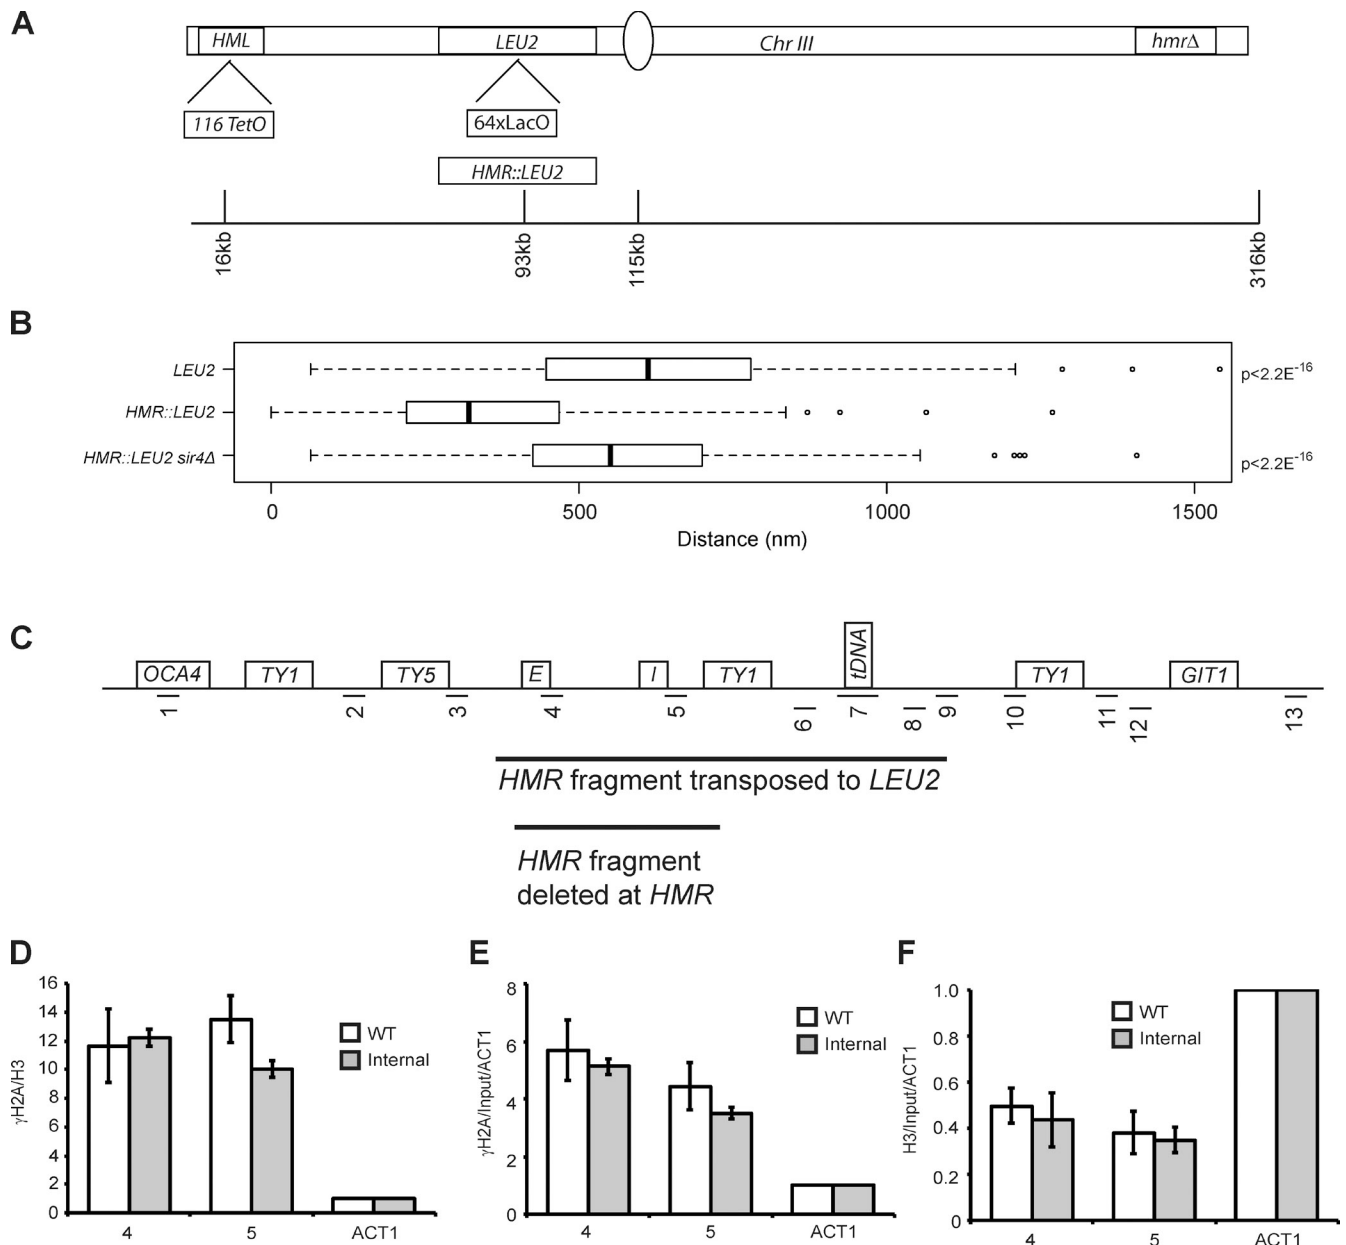 A
HML LEU2 Chr III hmrΔ
116 TetO 64xLacO
HMR::LEU2
16kb 93kb 115kb 316kb
B
LEU2 p<2.2E-16
HMR::LEU2
HMR::LEU2 sir4Δ p<2.2E-16
0 500 1000 1500
Distance (nm)
C
OCA4 TY1 TY5 E I TY1 tDNA TY1 GIT1
1 2 3 4 5 6 7 8 9 10 11 12 13
HMR fragment transposed to LEU2
HMR fragment
deleted at HMR
D
γH2A/H3
16
14
12
10
8
6
4
2
0
WT
Internal
4 5 ACT1
E
γH2A/Input/ACT1
8
6
4
2
0
WT
Internal
4 5 ACT1
F
H3/Input/ACT1
1.0
0.8
0.6
0.4
0.2
0
WT
Internal
4 5 ACT1